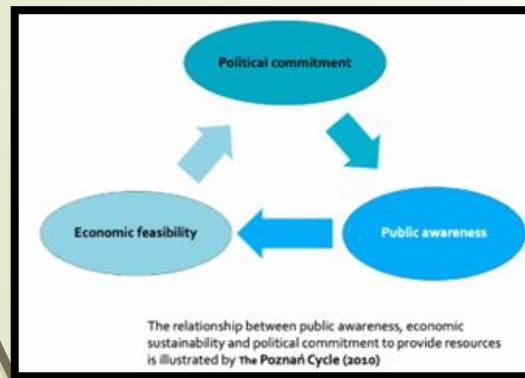 Political commitment
Economic feasibility
Public awareness
The relationship between public awareness, economic
sustainability and political commitment to provide resources
is illustrated by The Poznań Cycle (2010)